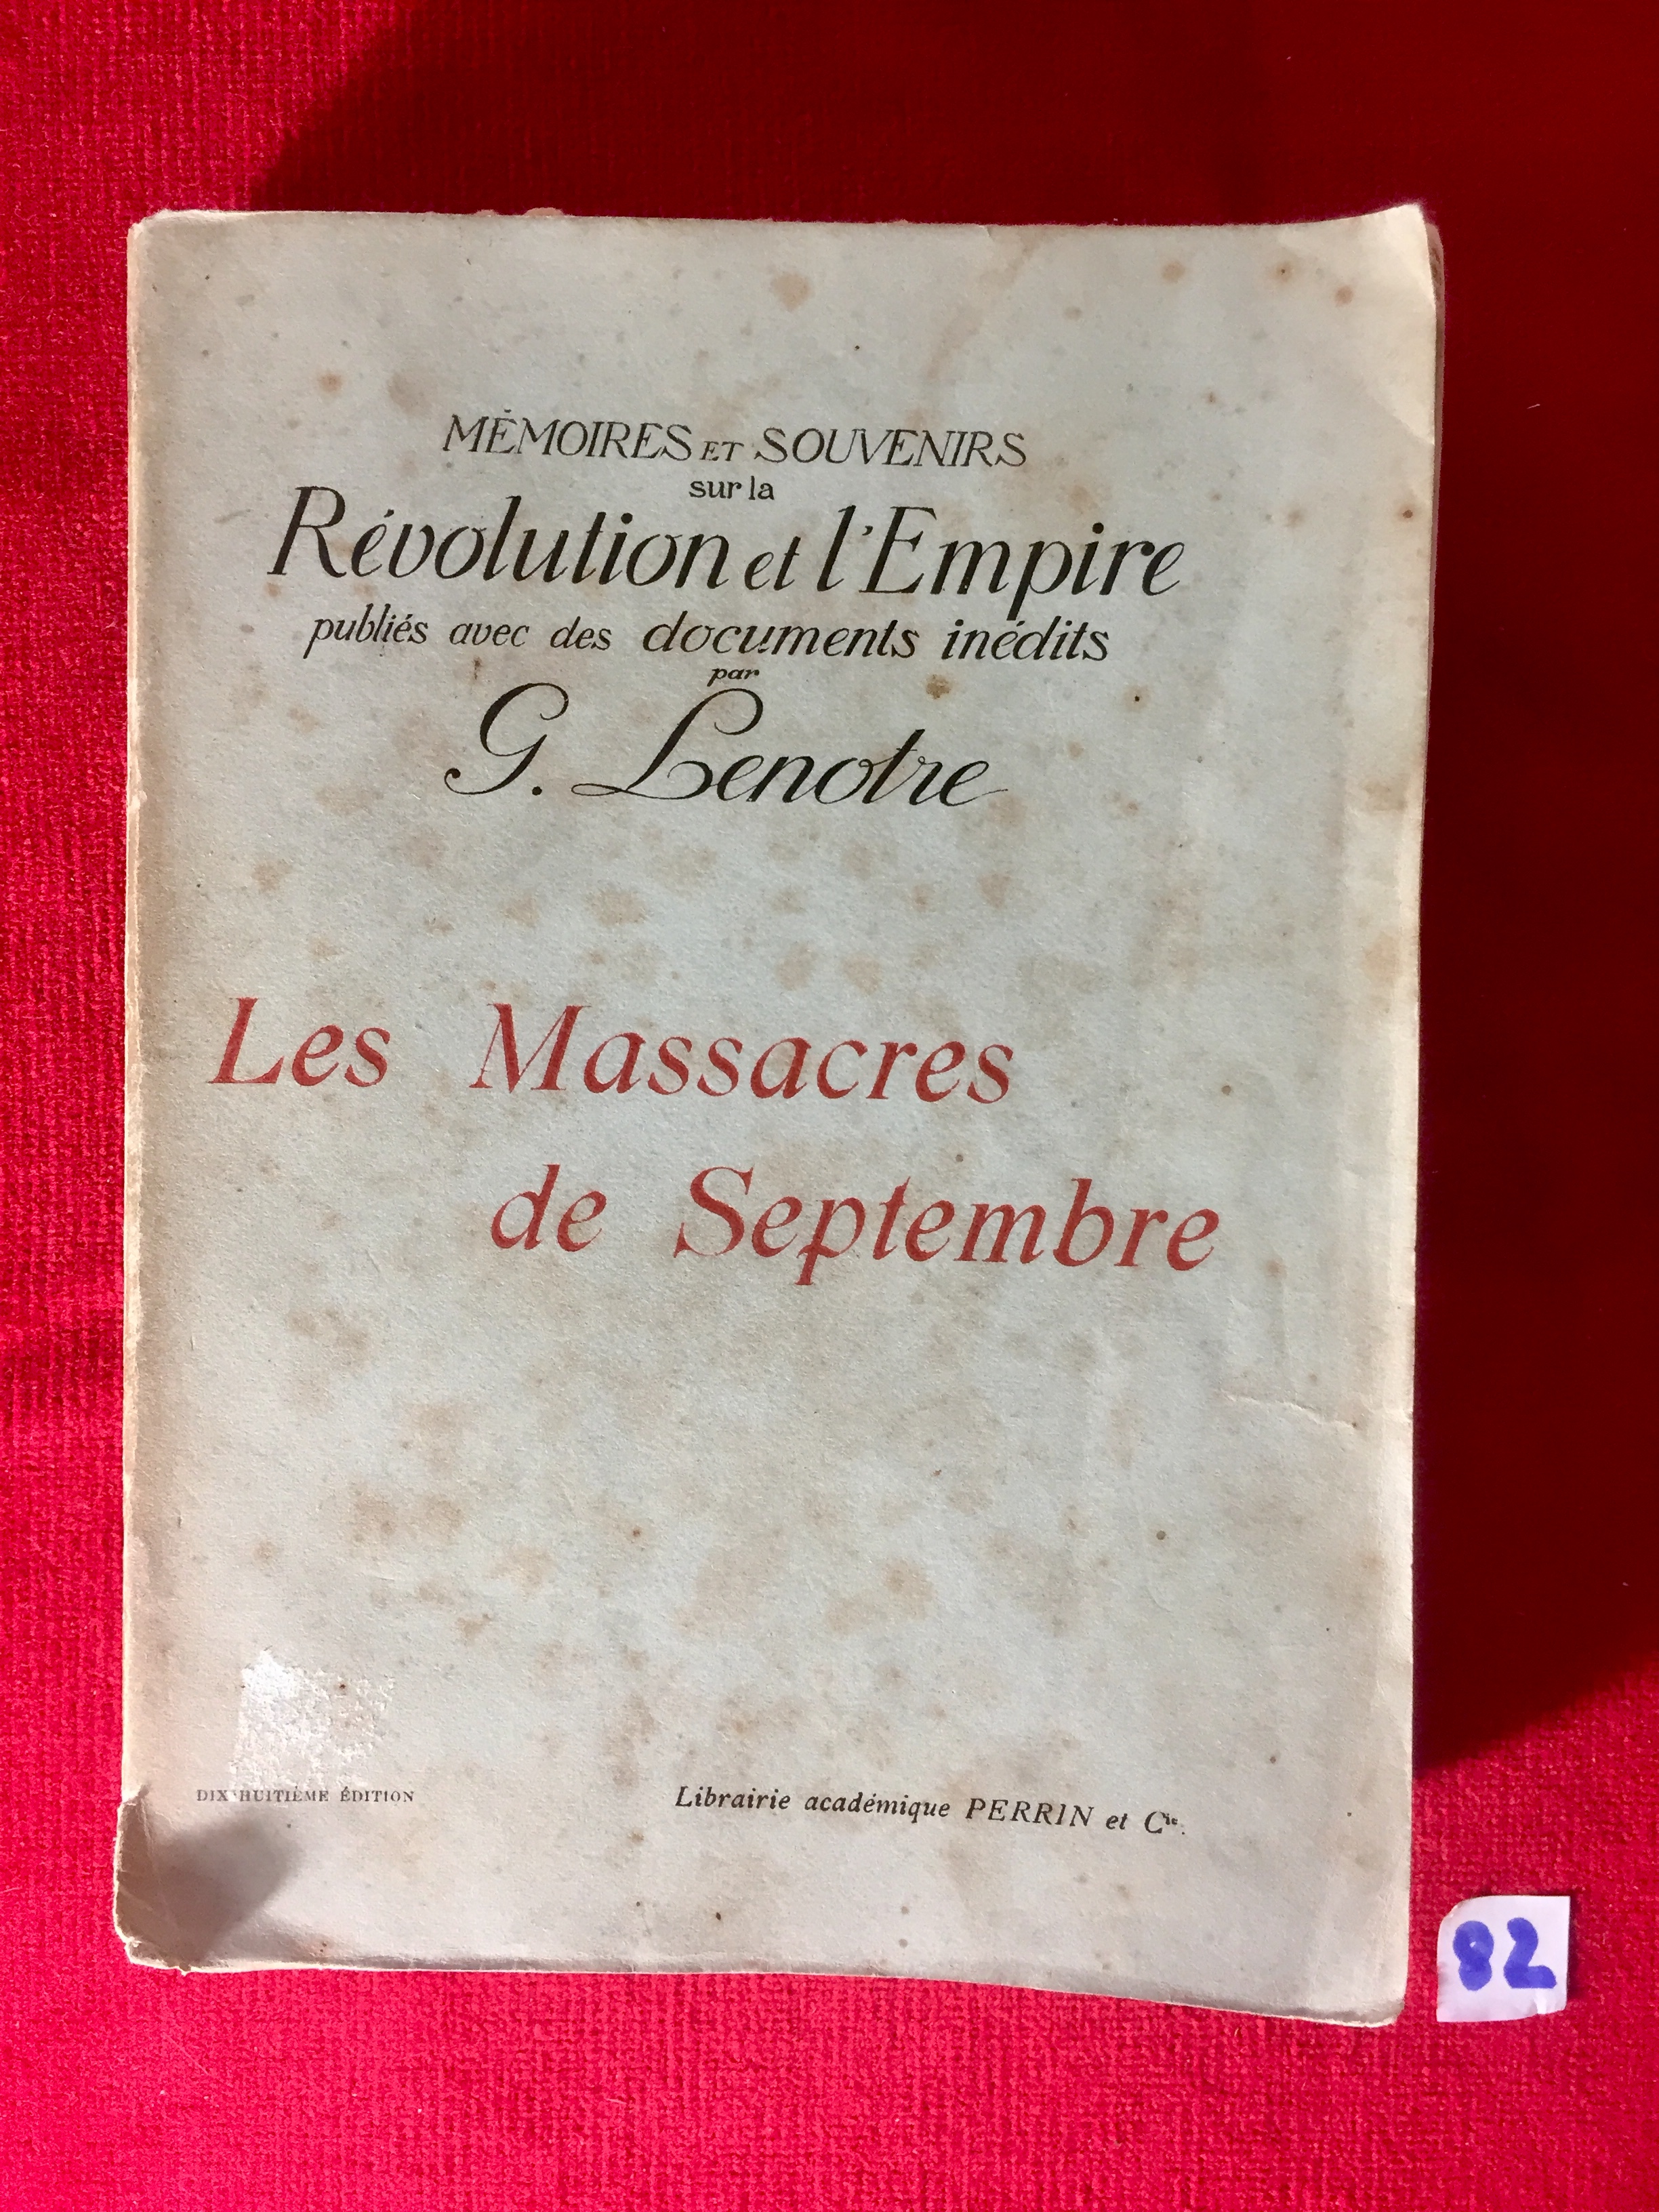 MÉMOIRES ET SOUVENIRS
sur la
Révolution et l'Empire
publiés avec des documents inédits
par
G. Lenotre
Les Massacres
de Septembre
DIX-HUITIÈME ÉDITION
Librairie académique PERRIN et Cie.
82